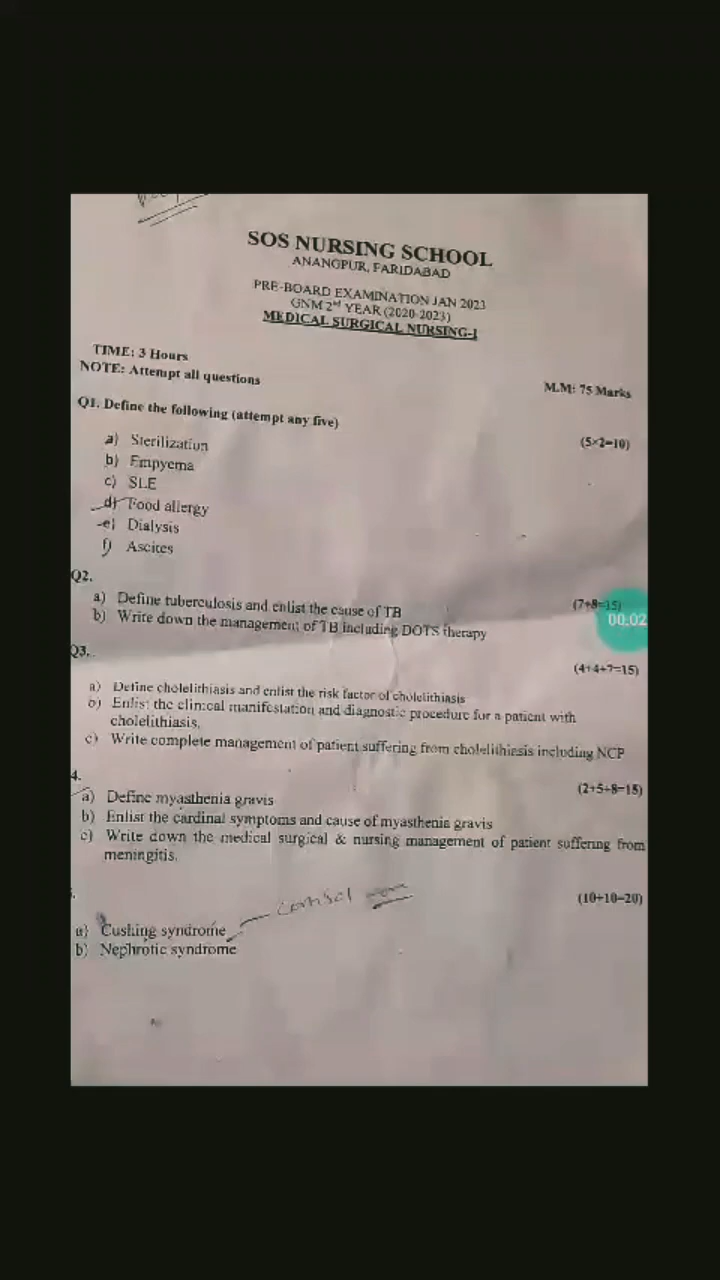 SOS NURSING SCHOOL
ANANGPUR, FARIDABAD
PRE-BOARD EXAMINATION JAN 2023
GNM 2nd YEAR (2020-2023)
MEDICAL SURGICAL NURSING-I
TIME: 3 Hours
NOTE: Attempt all questions
M.M: 75 Marks
Q1. Define the following (attempt any five)
(5×2=10)
a) Sterilization
b) Empyema
c) SLE
d) Food allergy
e) Dialysis
f) Ascites
Q2.
(7+8=15)
00:02
a) Define tuberculosis and enlist the cause of TB
b) Write down the management of TB including DOTS therapy
Q3.
(4+4+7=15)
a) Define cholelithiasis and enlist the risk factor of cholelithiasis
b) Enlist the clinical manifestation and diagnostic procedure for a patient with
cholelithiasis.
c) Write complete management of patient suffering from cholelithiasis including NCP
4.
(2+5+8=15)
a) Define myasthenia gravis
b) Enlist the cardinal symptoms and cause of myasthenia gravis
c) Write down the medical surgical & nursing management of patient suffering from
meningitis.
(10+10=20)
a) Cushing syndrome
b) Nephrotic syndrome